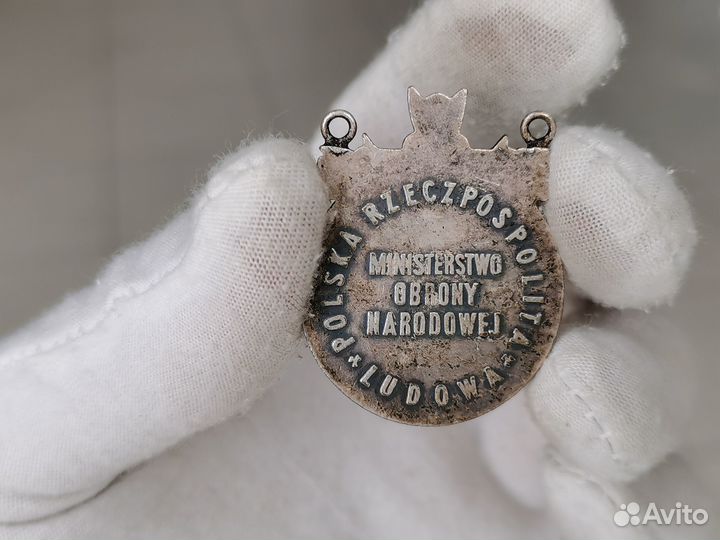 POLSKA RZECZPOSPOLITA
MINISTERSTWO
OBRONY
NARODOWEJ
*LUDOWA*
Avito